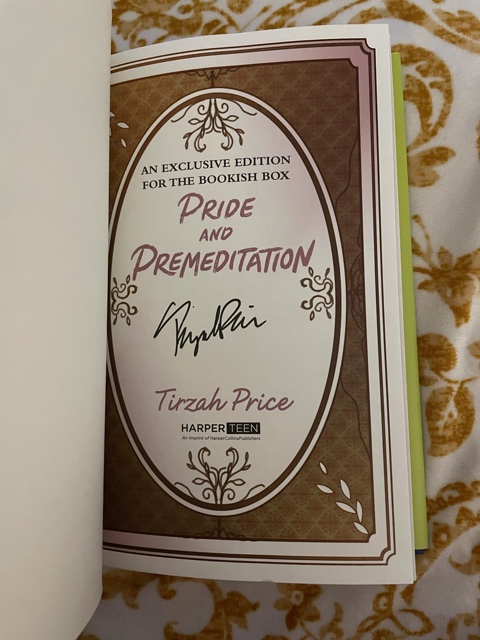 AN EXCLUSIVE EDITION
FOR THE BOOKISH BOX
PRIDE
AND
PREMEDITATION
Tirzah Price
HARPER TEEN
An Imprint of HarperCollinsPublishers